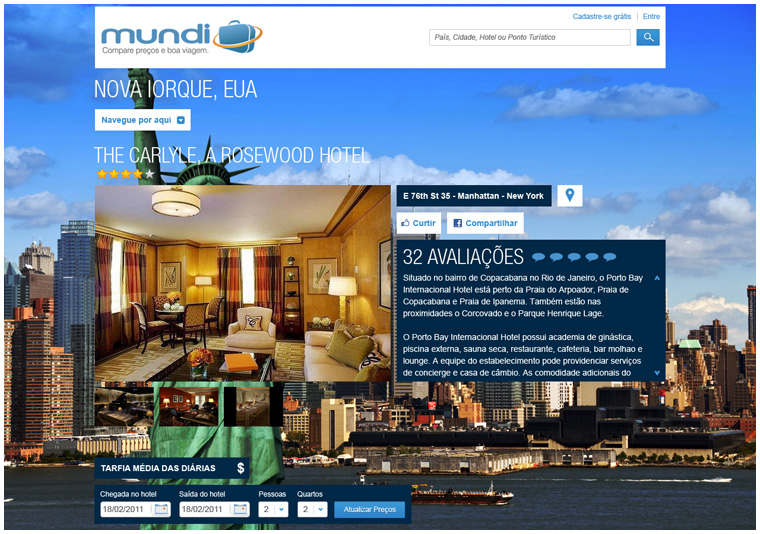 Cadastre-se grátis | Entre
mundi
Compare preços e boa viagem.
País, Cidade, Hotel ou Ponto Turístico
NOVA IORQUE, EUA
Navegue por aqui
THE CARLYLE, A ROSEWOOD HOTEL
E 76th St 35 - Manhattan - New York
Curtir
Compartilhar
32 AVALIAÇÕES
Situado no bairro de Copacabana no Rio de Janeiro, o Porto Bay
Internacional Hotel está perto da Praia do Arpoador, Praia de
Copacabana e Praia de Ipanema. Também estão nas
proximidades o Corcovado e o Parque Henrique Lage.
O Porto Bay Internacional Hotel possui academia de ginástica,
piscina externa, sauna seca, restaurante, cafeteria, bar molhao e
lounge. A equipe do estabelecimento pode providenciar serviços
de concierge e casa de câmbio. As comodidade adicionais do
TARFIA MÉDIA DAS DIÁRIAS $
Chegada no hotel Saída do hotel Pessoas Quartos
18/02/2011 18/02/2011 2 2 Atualizar Preços